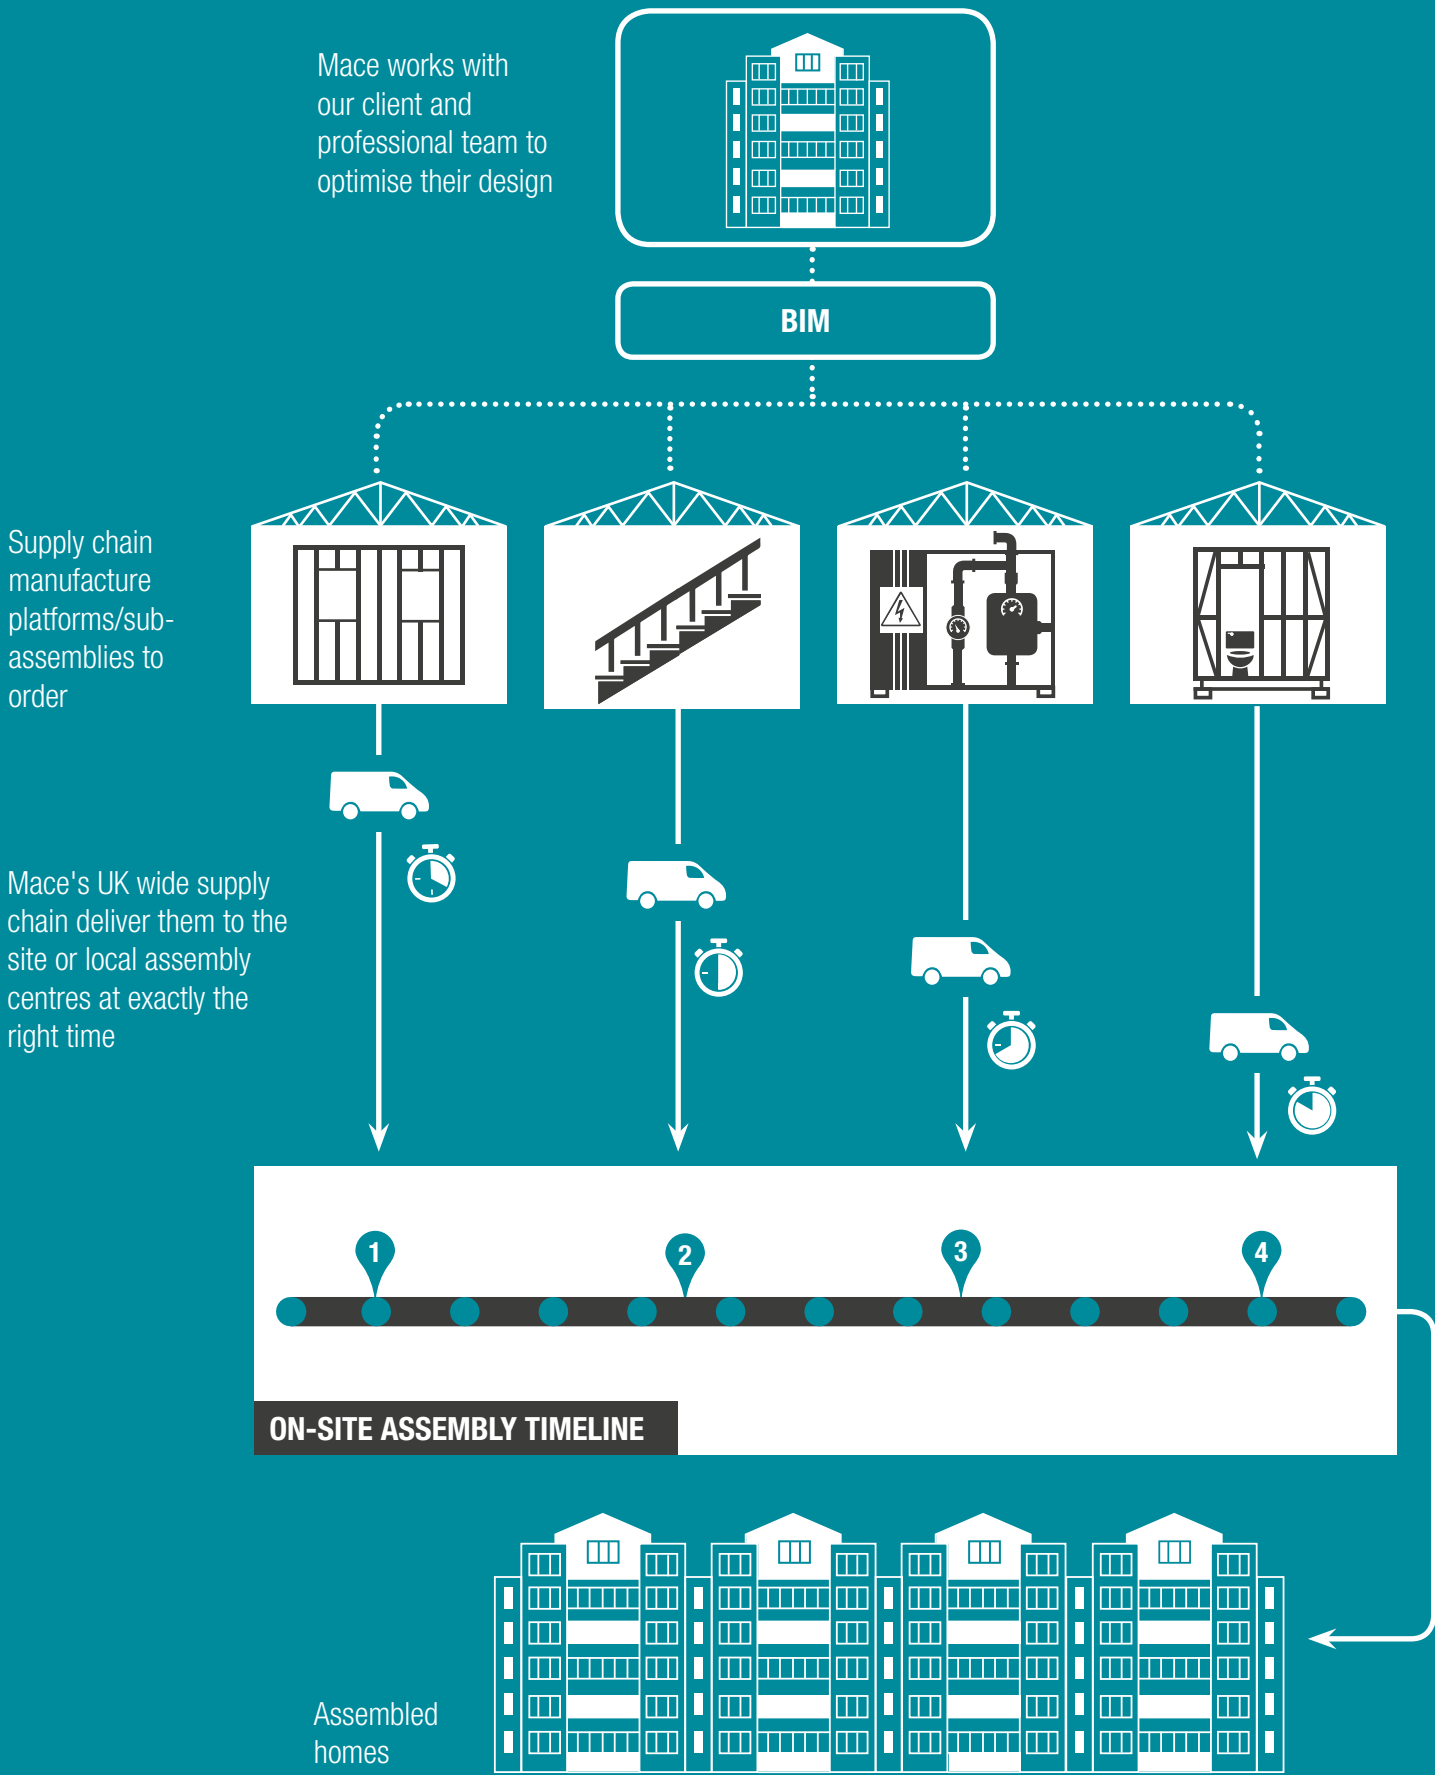 Mace works with
our client and
professional team to
optimise their design
BIM
Supply chain
manufacture
platforms/sub-
assemblies to
order
Mace's UK wide supply
chain deliver them to the
site or local assembly
centres at exactly the
right time
1
2
3
4
ON-SITE ASSEMBLY TIMELINE
Assembled
homes